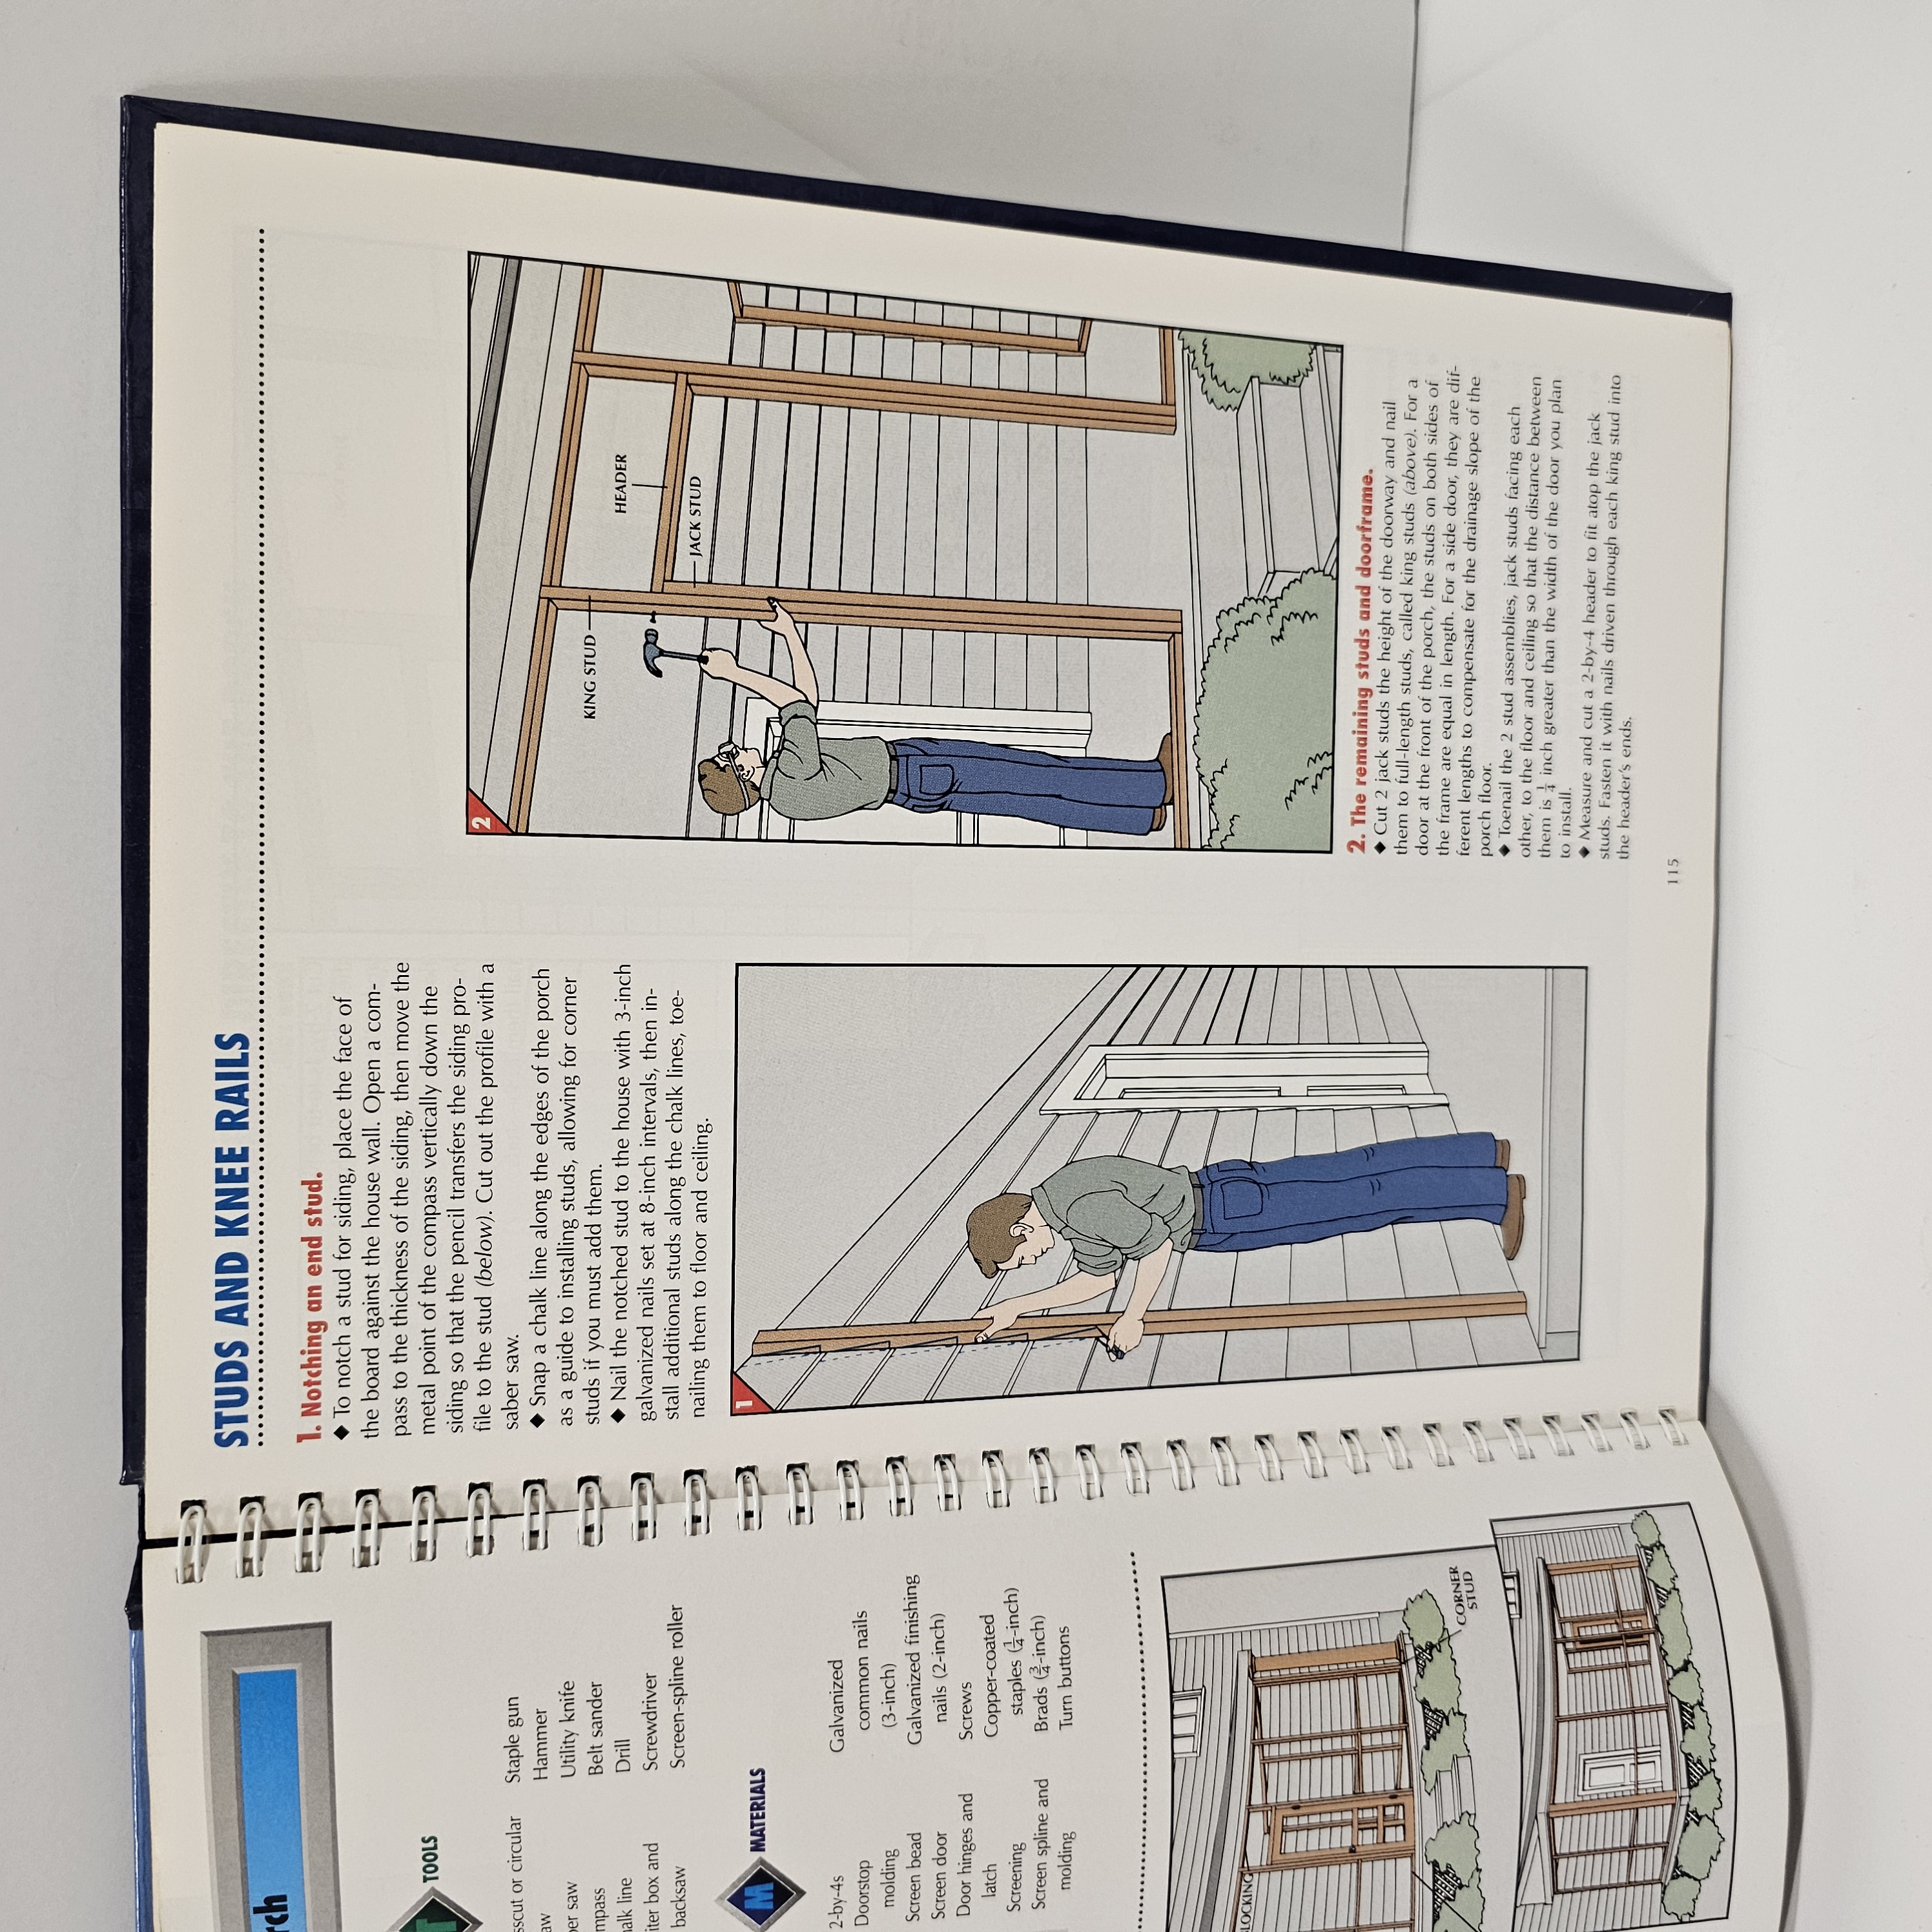 TOOLS
or circular
Staple gun
Hammer
saw
Utility knife
Belt sander
line
Drill
box and
Screwdriver
backsaw
Screen-spline roller
M
MATERIALS
2-by-4s
Doorstop
molding
Screen bead
Screen door
Door hinges and
latch
Screening
Screen spline and
molding
Galvanized
common nails
(3-inch)
Galvanized finishing
nails (2-inch)
Screws
Copper-coated
staples (1/4-inch)
Brads (3/4-inch)
Turn buttons
CORNER
STUD
STUDS AND KNEE RAILS
1. Notching an end stud.
◆ To notch a stud for siding, place the face of
the board against the house wall. Open a com-
pass to the thickness of the siding, then move the
metal point of the compass vertically down the
siding so that the pencil transfers the siding pro-
file to the stud (below). Cut out the profile with a
saber saw.
◆ Snap a chalk line along the edges of the porch
as a guide to installing studs, allowing for corner
studs if you must add them.
◆ Nail the notched stud to the house with 3-inch
galvanized nails set at 8-inch intervals, then in-
stall additional studs along the chalk lines, toe-
nailing them to floor and ceiling.
1
2
KING STUD
HEADER
JACK STUD
2. The remaining studs and doorframe.
◆ Cut 2 jack studs the height of the doorway and nail
them to full-length studs, called king studs (above). For a
door at the front of the porch, the studs on both sides of
the frame are equal in length. For a side door, they are dif-
ferent lengths to compensate for the drainage slope of the
porch floor.
◆ Toenail the 2 stud assemblies, jack studs facing each
other, to the floor and ceiling so that the distance between
them is 1/4 inch greater than the width of the door you plan
to install.
◆ Measure and cut a 2-by-4 header to fit atop the jack
studs. Fasten it with nails driven through each king stud into
the header's ends.
115